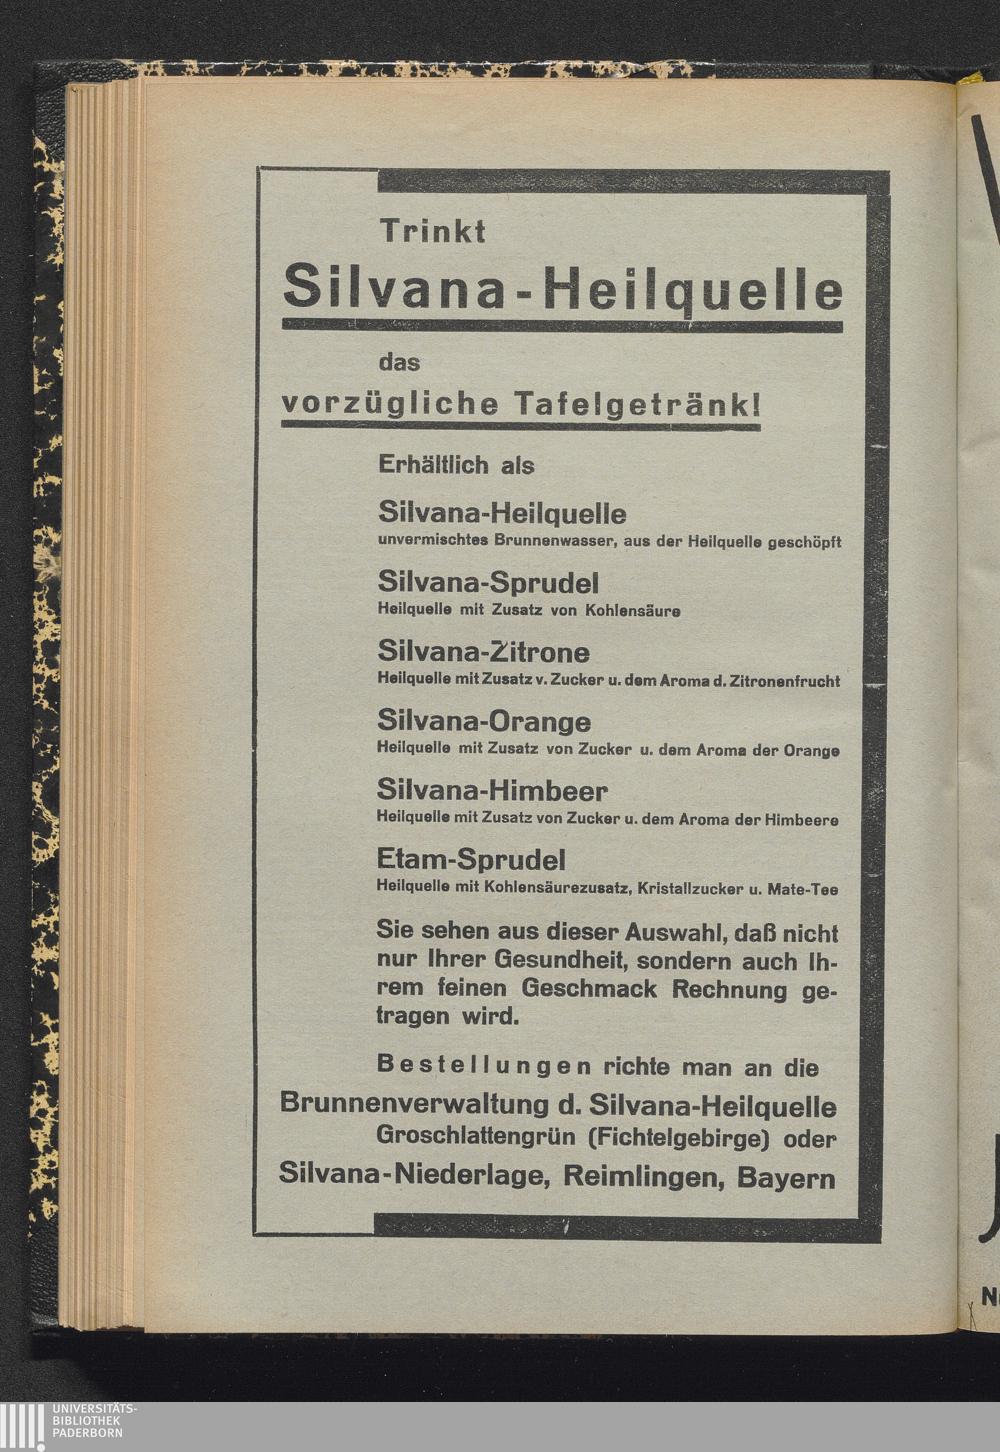 Trinkt
Silvana-Heilquelle
das
vorzügliche Tafelgetränk!
Erhältlich als
Silvana-Heilquelle
unvermischtes Brunnenwasser, aus der Heilquelle geschöpft
Silvana-Sprudel
Heilquelle mit Zusatz von Kohlensäure
Silvana-Zitrone
Heilquelle mit Zusatz v. Zucker u. dem Aroma d. Zitronenfrucht
Silvana-Orange
Heilquelle mit Zusatz von Zucker u. dem Aroma der Orange
Silvana-Himbeer
Heilquelle mit Zusatz von Zucker u. dem Aroma der Himbeere
Etam-Sprudel
Heilquelle mit Kohlensäurezusatz, Kristallzucker u. Mate-Tee
Sie sehen aus dieser Auswahl, daß nicht
nur Ihrer Gesundheit, sondern auch Ih-
rem feinen Geschmack Rechnung ge-
tragen wird.
Bestellungen richte man an die
Brunnenverwaltung d. Silvana-Heilquelle
Groschlattengrün (Fichtelgebirge) oder
Silvana-Niederlage, Reimlingen, Bayern
UNIVERSITÄTS-
BIBLIOTHEK
PADERBORN